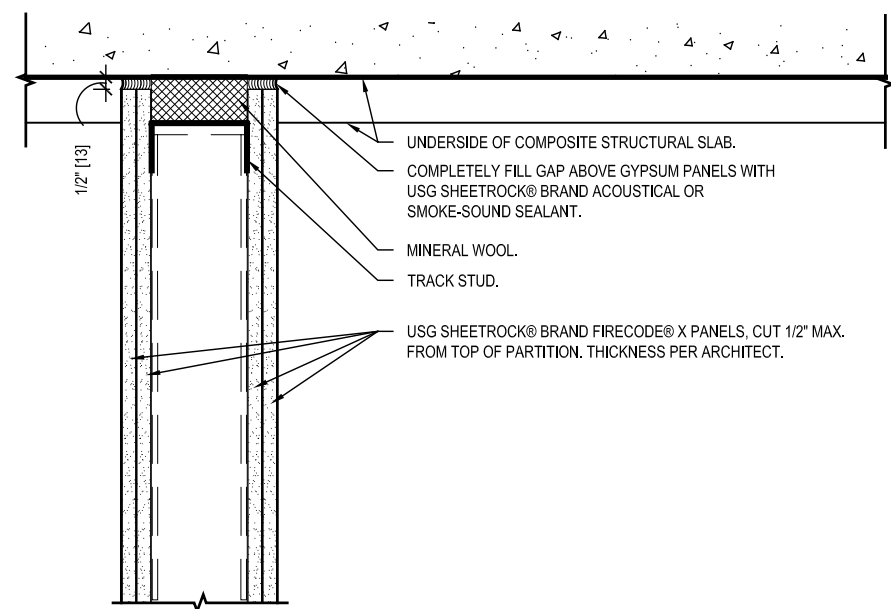 1/2" [13]
UNDERSIDE OF COMPOSITE STRUCTURAL SLAB.
COMPLETELY FILL GAP ABOVE GYPSUM PANELS WITH
USG SHEETROCK® BRAND ACOUSTICAL OR
SMOKE-SOUND SEALANT.
MINERAL WOOL.
TRACK STUD.
USG SHEETROCK® BRAND FIRECODE® X PANELS, CUT 1/2" MAX.
FROM TOP OF PARTITION. THICKNESS PER ARCHITECT.